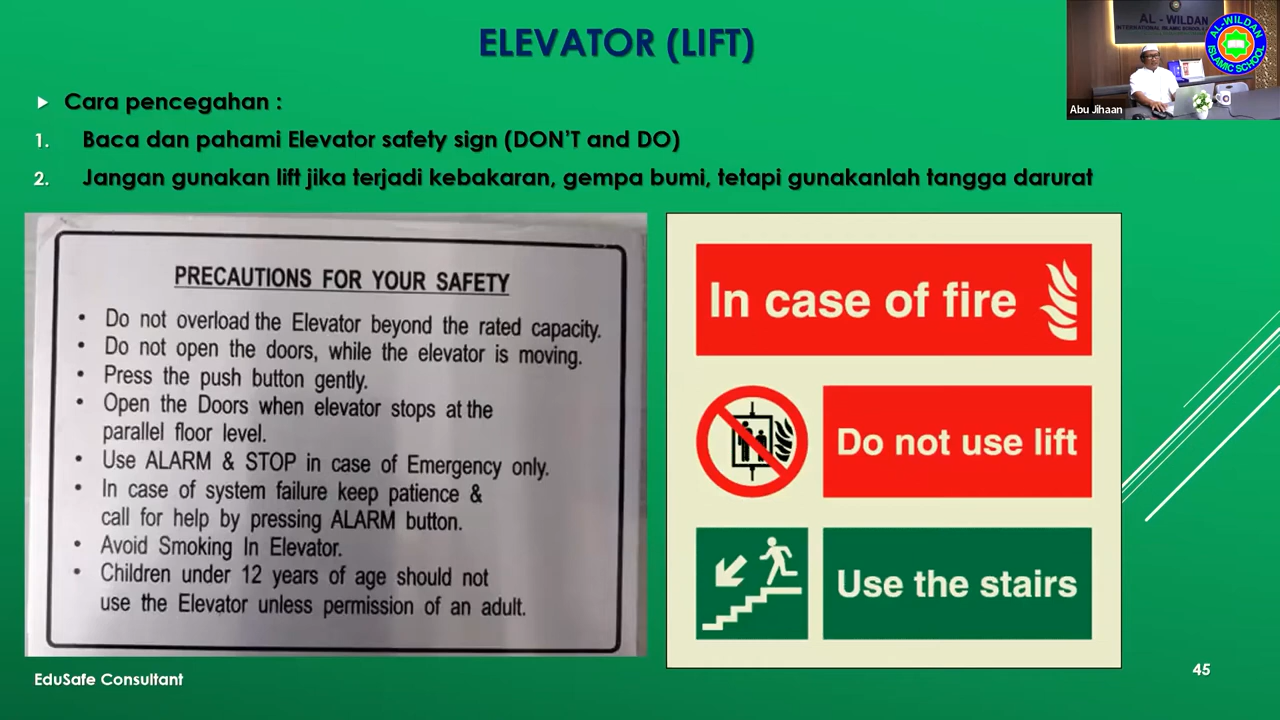 ELEVATOR (LIFT)
AL - WILDAN
INTERNATIONAL ISLAMIC SCHOOL
AL-WILDAN
ISLAMIC SCHOOL
Abu Jihaan
Cara pencegahan :
1. Baca dan pahami Elevator safety sign (DON'T and DO)
2. Jangan gunakan lift jika terjadi kebakaran, gempa bumi, tetapi gunakanlah tangga darurat
PRECAUTIONS FOR YOUR SAFETY
• Do not overload the Elevator beyond the rated capacity.
• Do not open the doors, while the elevator is moving.
• Press the push button gently.
• Open the Doors when elevator stops at the
parallel floor level.
• Use ALARM & STOP in case of Emergency only.
• In case of system failure keep patience &
call for help by pressing ALARM button.
• Avoid Smoking In Elevator.
• Children under 12 years of age should not
use the Elevator unless permission of an adult.
In case of fire
Do not use lift
Use the stairs
EduSafe Consultant
45